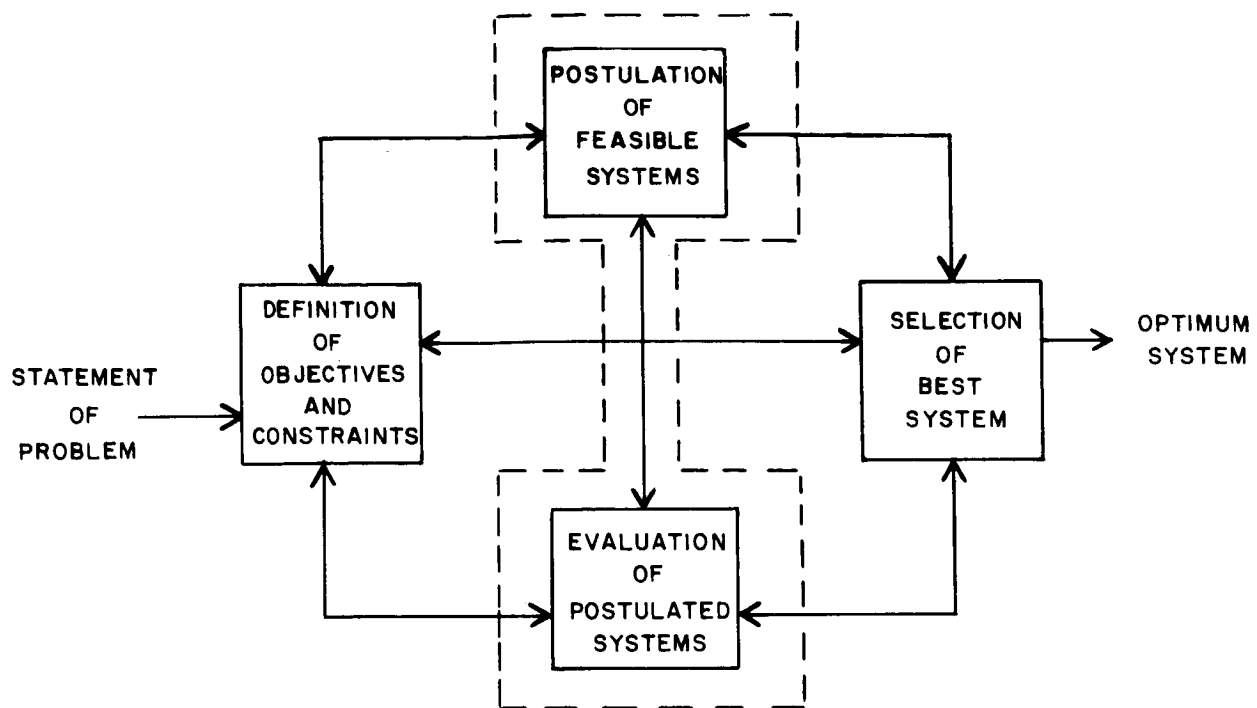 POSTULATION
OF
FEASIBLE
SYSTEMS
DEFINITION
OF
OBJECTIVES
AND
CONSTRAINTS
STATEMENT
OF
PROBLEM
SELECTION
OF
BEST
SYSTEM
OPTIMUM
SYSTEM
EVALUATION
OF
POSTULATED
SYSTEMS